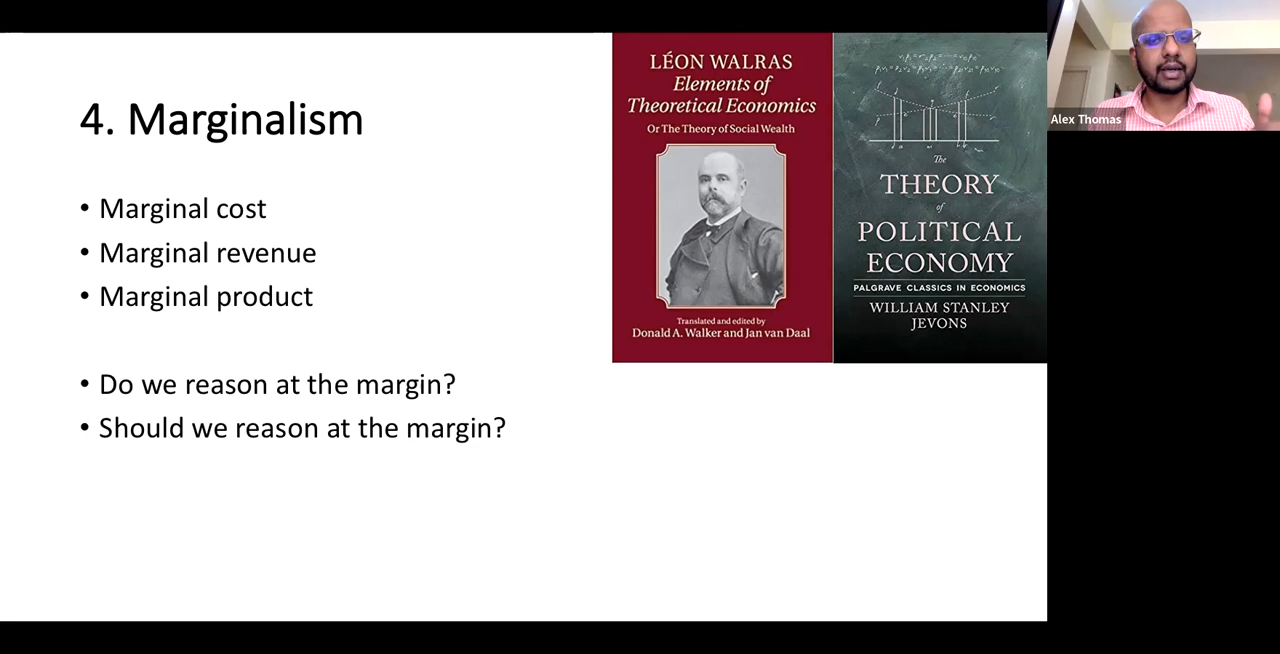 4. Marginalism
• Marginal cost
• Marginal revenue
• Marginal product
• Do we reason at the margin?
• Should we reason at the margin?
LÉON WALRAS
Elements of
Theoretical Economics
Or The Theory of Social Wealth
Translated and edited by
Donald A. Walker and Jan van Daal
The
THEORY
of
POLITICAL
ECONOMY
PALGRAVE CLASSICS IN ECONOMICS
WILLIAM STANLEY
JEVONS
Alex Thomas